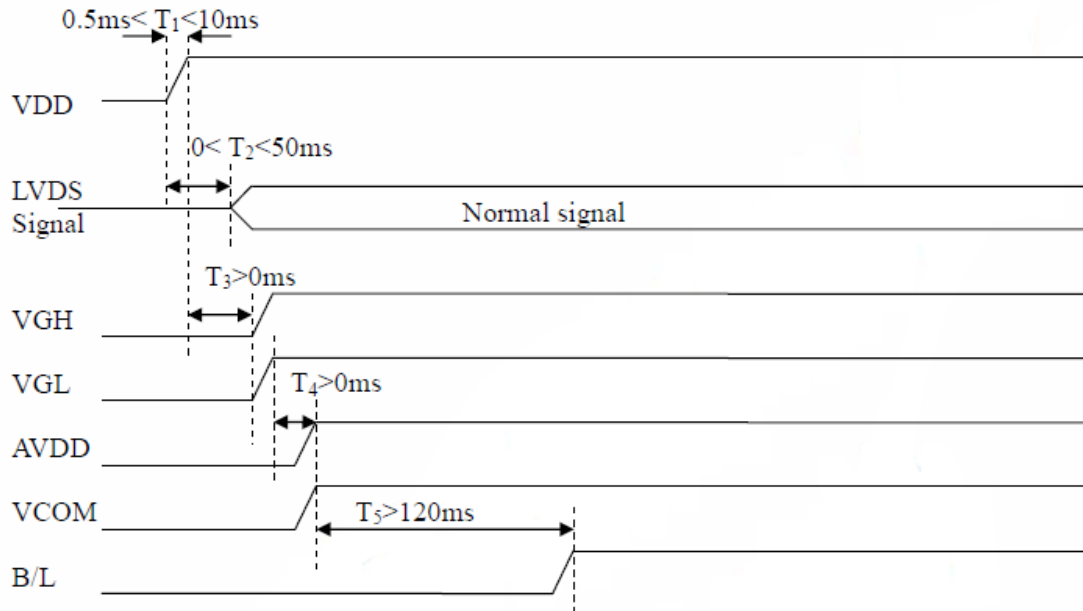 0.5ms< T₁<10ms
VDD
0< T₂<50ms
LVDS
Signal
Normal signal
T₃>0ms
VGH
VGL
T₄>0ms
AVDD
VCOM
T₅>120ms
B/L